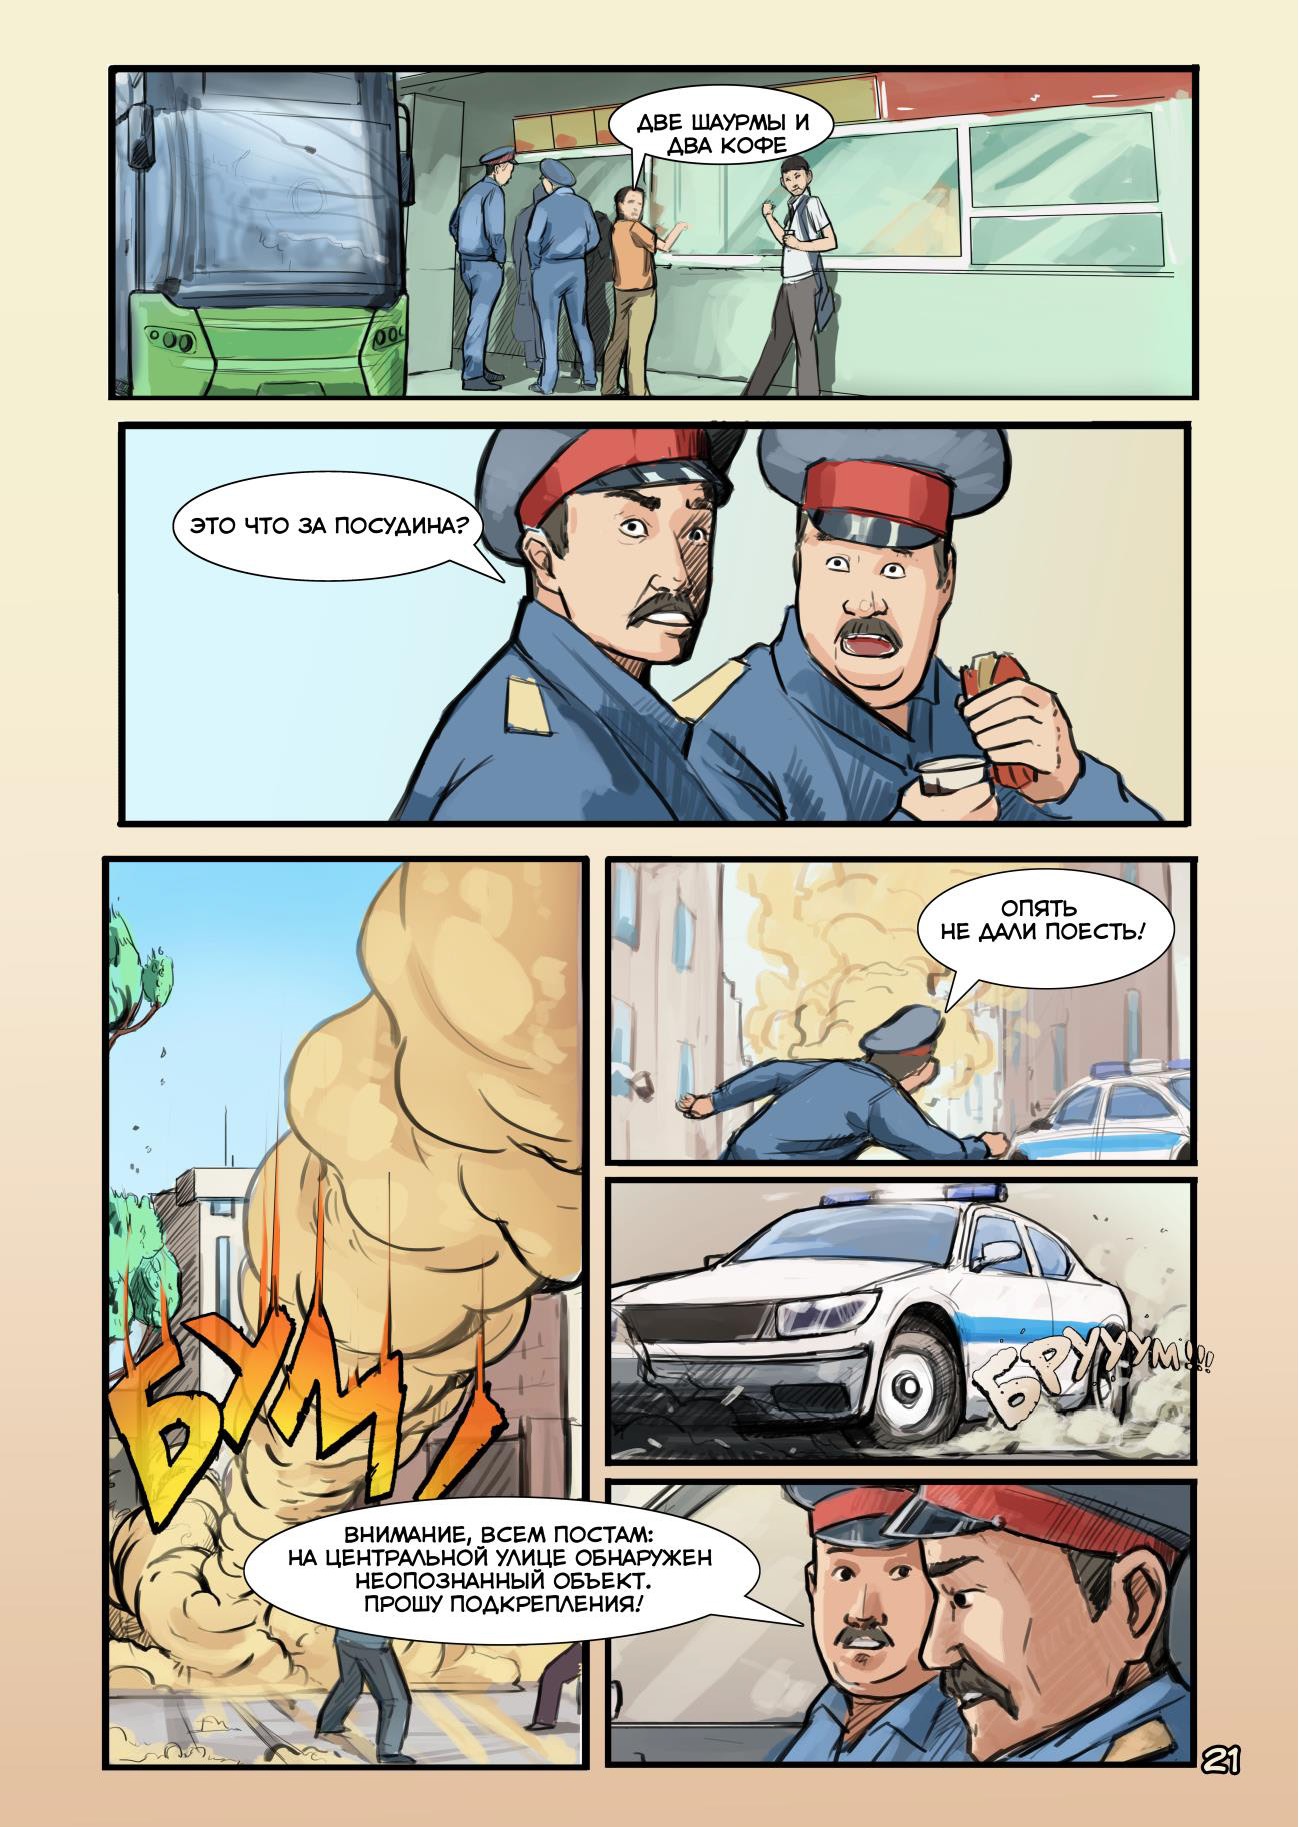 ДВЕ ШАУРМЫ И
ДВА КОФЕ
ЭТО ЧТО ЗА ПОСУДИНА?
БУМ!
ОПЯТЬ
НЕ ДАЛИ ПОЕСТЬ!
БРУУУМ!!!
ВНИМАНИЕ, ВСЕМ ПОСТАМ:
НА ЦЕНТРАЛЬНОЙ УЛИЦЕ ОБНАРУЖЕН
НЕОПОЗНАННЫЙ ОБЪЕКТ.
ПРОШУ ПОДКРЕПЛЕНИЯ!
21